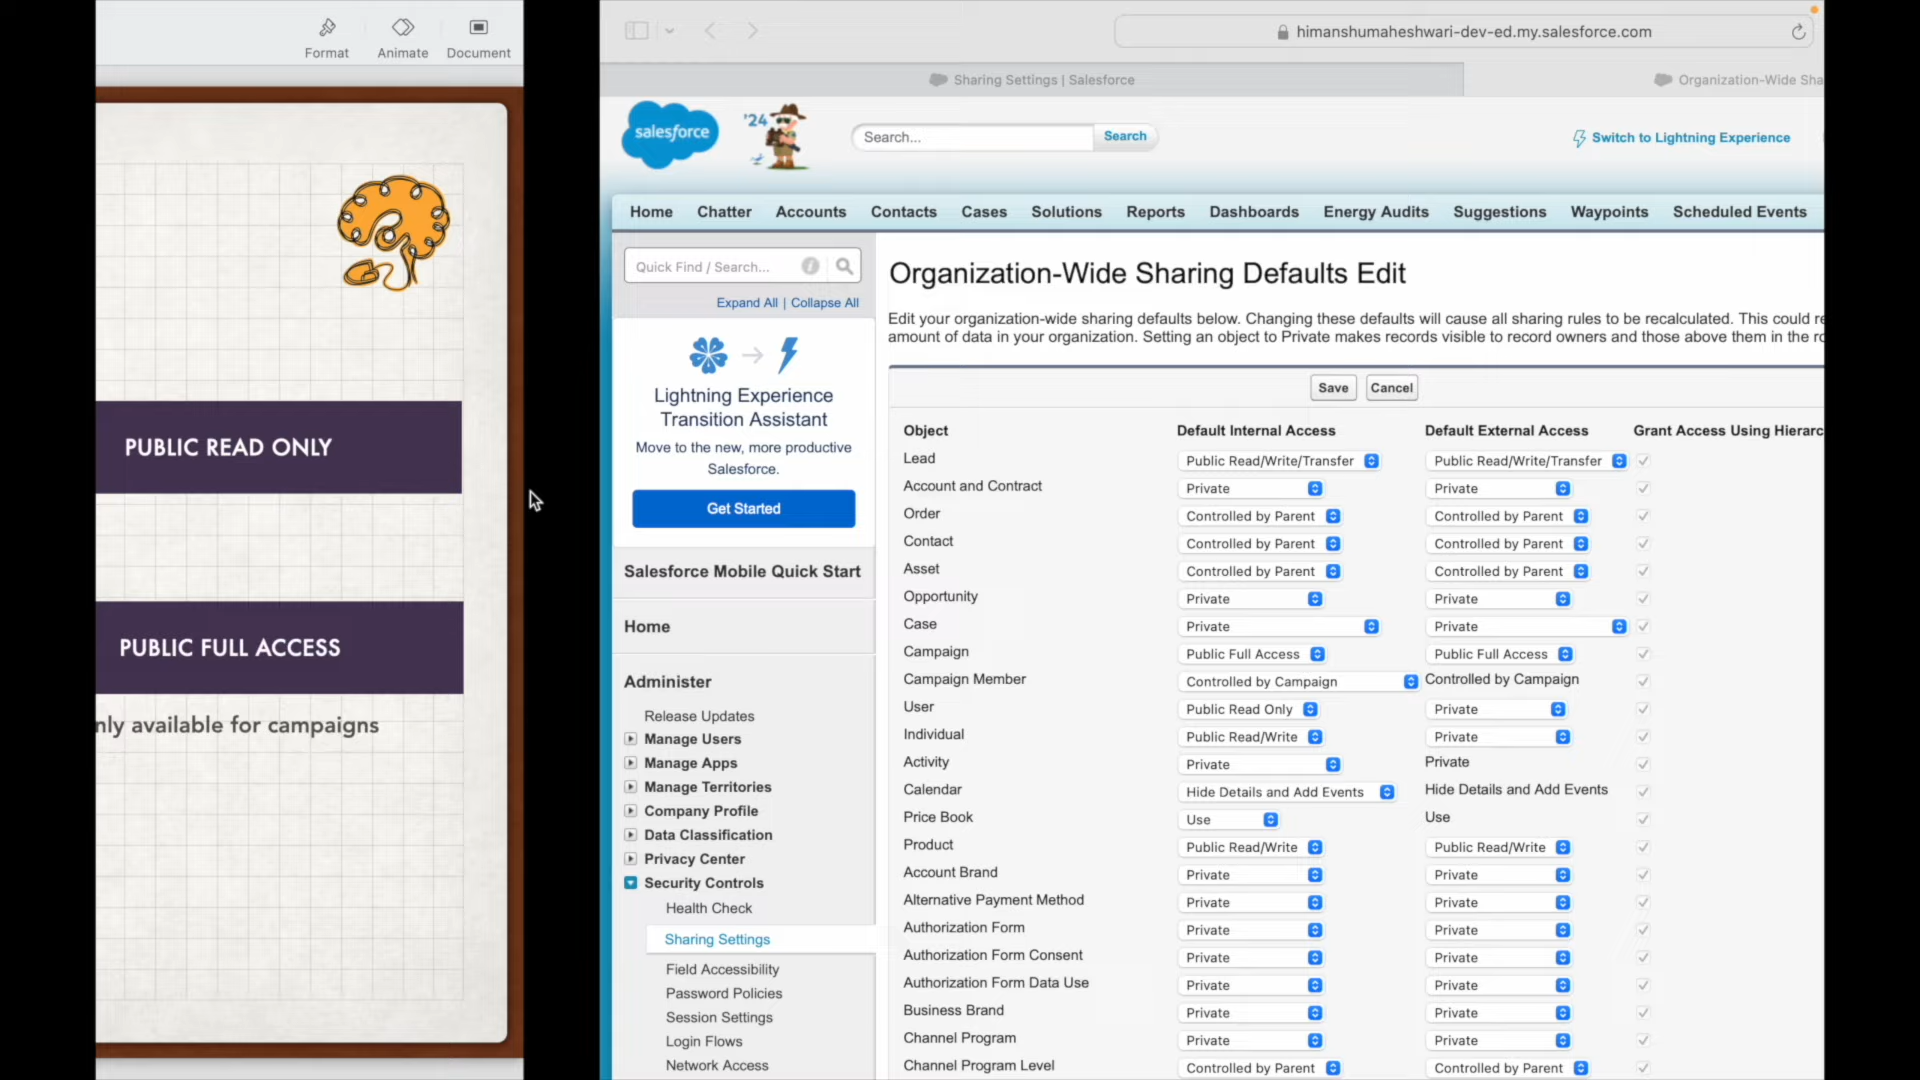 Format
Animate
Document
PUBLIC READ ONLY
PUBLIC FULL ACCESS
nly available for campaigns
himanshumaheshwari-dev-ed.my.salesforce.com
Sharing Settings | Salesforce
Organization-Wide Sha
salesforce
'24
Search...
Search
Switch to Lightning Experience
Home Chatter Accounts Contacts Cases Solutions Reports Dashboards Energy Audits Suggestions Waypoints Scheduled Events
Quick Find / Search...
Expand All | Collapse All
Lightning Experience
Transition Assistant
Move to the new, more productive
Salesforce.
Get Started
Salesforce Mobile Quick Start
Home
Administer
Release Updates
Manage Users
Manage Apps
Manage Territories
Company Profile
Data Classification
Privacy Center
Security Controls
Health Check
Sharing Settings
Field Accessibility
Password Policies
Session Settings
Login Flows
Network Access
Organization-Wide Sharing Defaults Edit
Edit your organization-wide sharing defaults below. Changing these defaults will cause all sharing rules to be recalculated. This could re
amount of data in your organization. Setting an object to Private makes records visible to record owners and those above them in the ro
Save Cancel
Object Default Internal Access Default External Access Grant Access Using Hierarc
Lead Public Read/Write/Transfer Public Read/Write/Transfer
Account and Contract Private Private
Order Controlled by Parent Controlled by Parent
Contact Controlled by Parent Controlled by Parent
Asset Controlled by Parent Controlled by Parent
Opportunity Private Private
Case Private Private
Campaign Public Full Access Public Full Access
Campaign Member Controlled by Campaign Controlled by Campaign
User Public Read Only Private
Individual Public Read/Write Private
Activity Private Private
Calendar Hide Details and Add Events Hide Details and Add Events
Price Book Use Use
Product Public Read/Write Public Read/Write
Account Brand Private Private
Alternative Payment Method Private Private
Authorization Form Private Private
Authorization Form Consent Private Private
Authorization Form Data Use Private Private
Business Brand Private Private
Channel Program Private Private
Channel Program Level Controlled by Parent Controlled by Parent